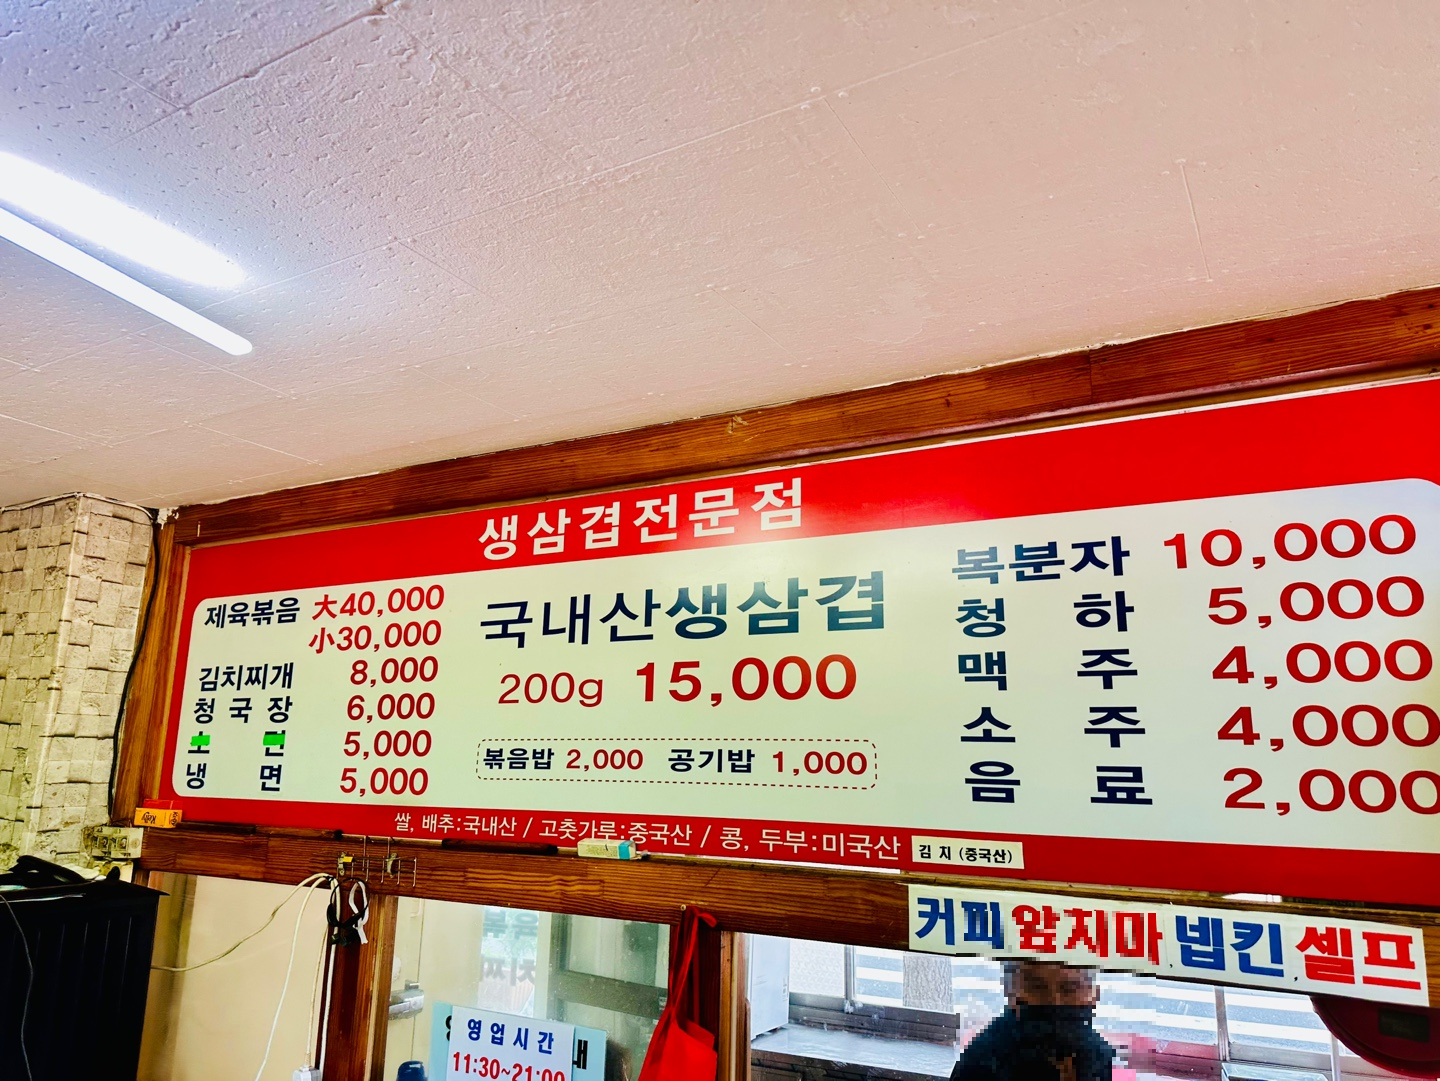 생삼겹전문점
제육볶음 大40,000
小30,000
김치찌개 8,000
청국장 6,000
5,000
냉면 5,000
국내산생삼겹
200g 15,000
볶음밥 2,000 공기밥 1,000
복분자 10,000
청하 5,000
맥주 4,000
소주 4,000
음료 2,000
쌀, 배추:국내산 / 고춧가루:중국산 / 콩, 두부:미국산
김치 (중국산)
커피 앞치마 넵킨 셀프
영업시간
11:30~21:00